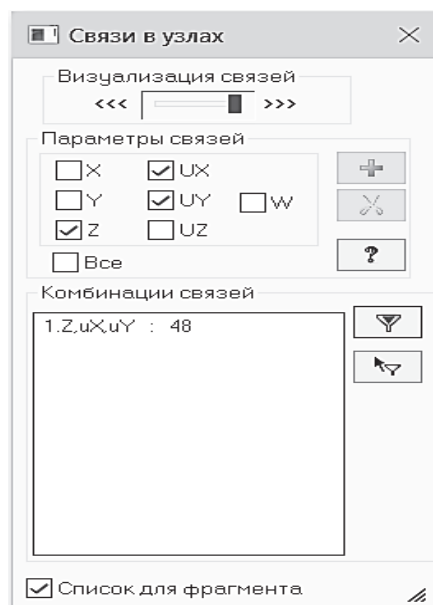 Связи в узлах
Визуализация связей
<<< >>>
Параметры связей
X UX
Y UY W
Z UZ
Все
?
Комбинации связей
1.Z,uX,uY : 48
Список для фрагмента